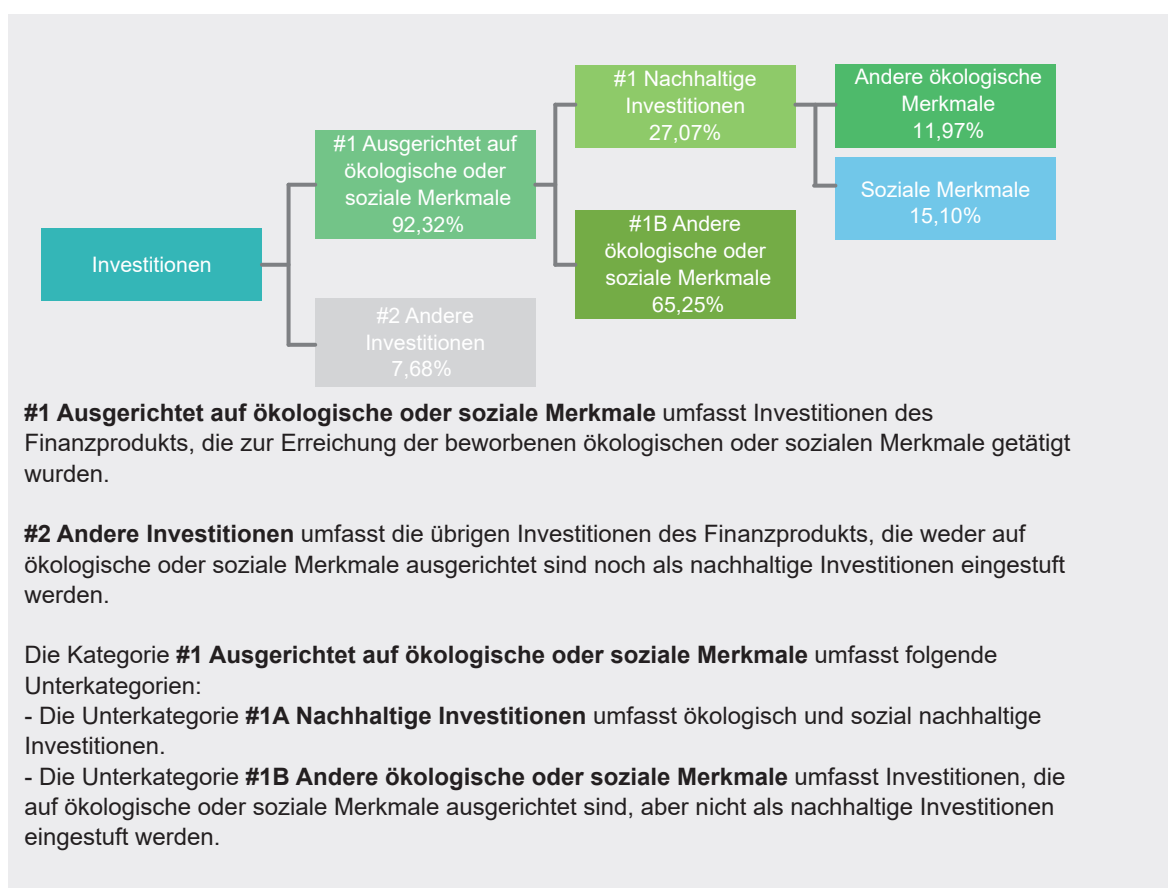 #1 Nachhaltige
Investitionen
27,07%
Andere ökologische
Merkmale
11,97%
#1 Ausgerichtet auf
ökologische oder
soziale Merkmale
92,32%
Soziale Merkmale
15,10%
#1B Andere
ökologische oder
soziale Merkmale
65,25%
Investitionen
#2 Andere
Investitionen
7,68%
#1 Ausgerichtet auf ökologische oder soziale Merkmale umfasst Investitionen des
Finanzprodukts, die zur Erreichung der beworbenen ökologischen oder sozialen Merkmale getätigt
wurden.
#2 Andere Investitionen umfasst die übrigen Investitionen des Finanzprodukts, die weder auf
ökologische oder soziale Merkmale ausgerichtet sind noch als nachhaltige Investitionen eingestuft
werden.
Die Kategorie #1 Ausgerichtet auf ökologische oder soziale Merkmale umfasst folgende
Unterkategorien:
- Die Unterkategorie #1A Nachhaltige Investitionen umfasst ökologisch und sozial nachhaltige
Investitionen.
- Die Unterkategorie #1B Andere ökologische oder soziale Merkmale umfasst Investitionen, die
auf ökologische oder soziale Merkmale ausgerichtet sind, aber nicht als nachhaltige Investitionen
eingestuft werden.